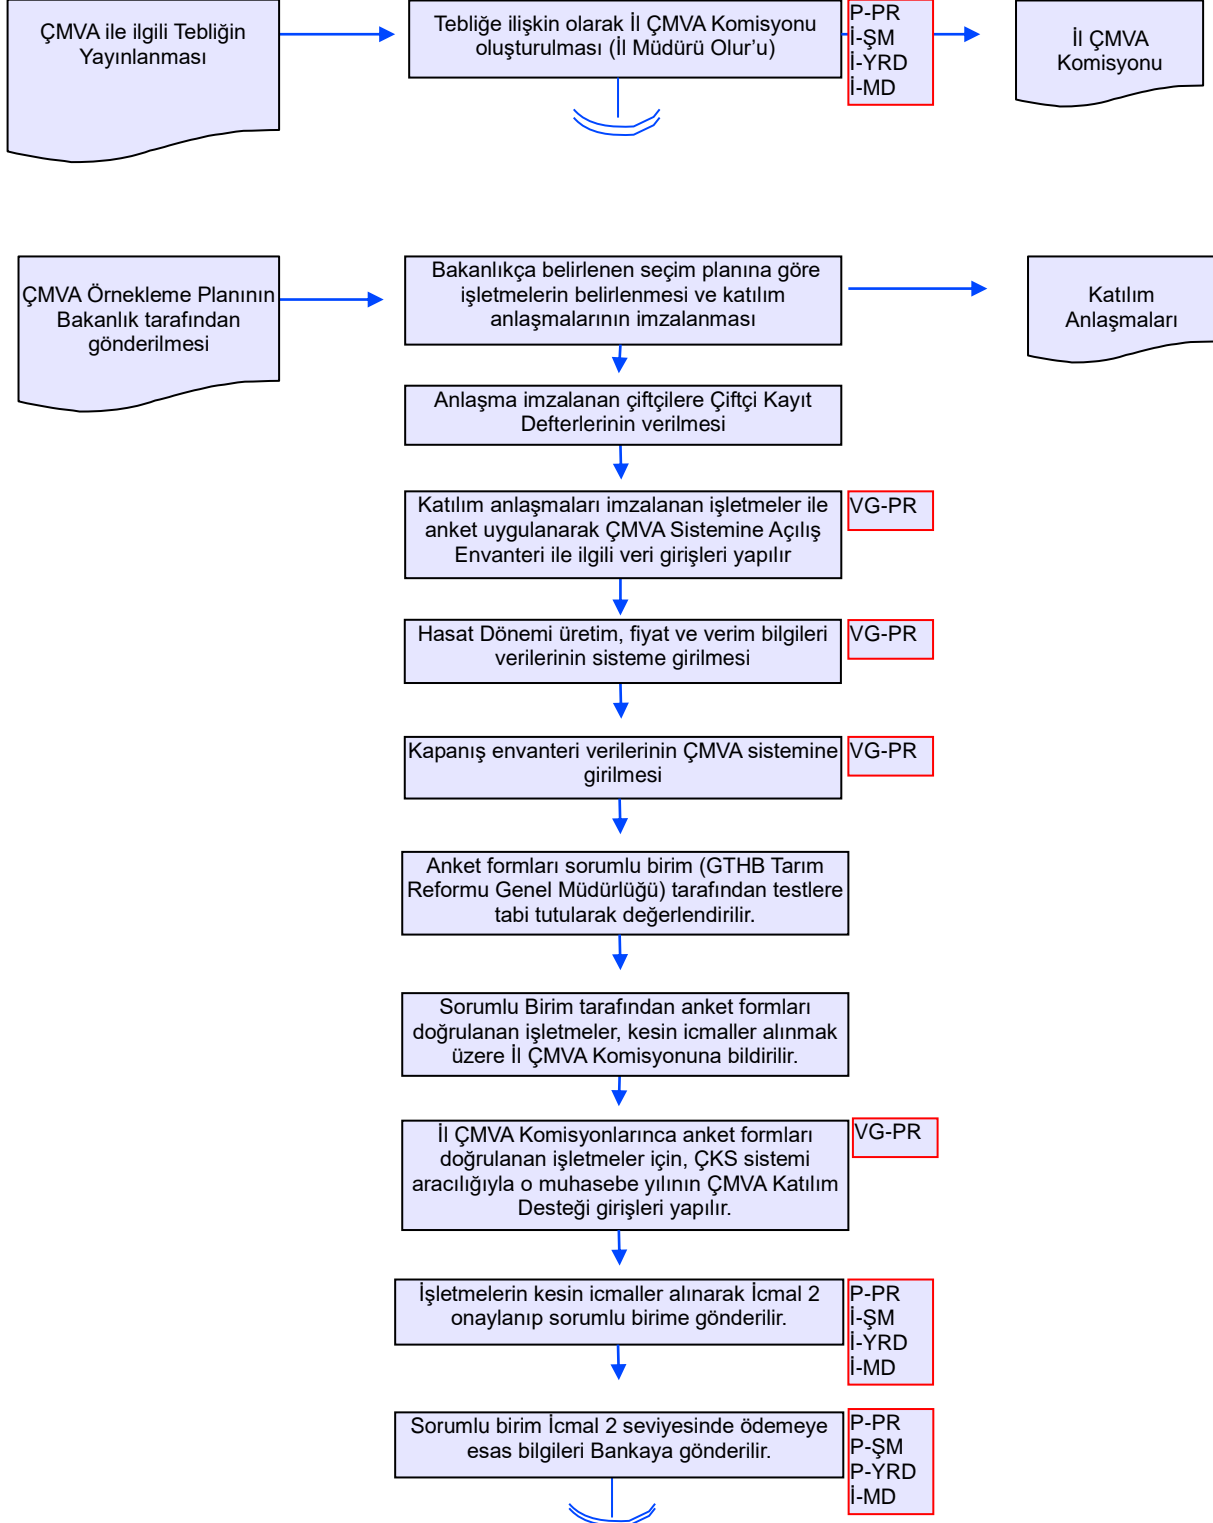 ÇMVA ile ilgili Tebliğin
Yayınlanması
Tebliğe ilişkin olarak İl ÇMVA Komisyonu
oluşturulması (İl Müdürü Olur’u)
P-PR
İ-ŞM
İ-YRD
İ-MD
İl ÇMVA
Komisyonu
ÇMVA Örnekleme Planının
Bakanlık tarafından
gönderilmesi
Bakanlıkça belirlenen seçim planına göre
işletmelerin belirlenmesi ve katılım
anlaşmalarının imzalanması
Katılım
Anlaşmaları
Anlaşma imzalanan çiftçilere Çiftçi Kayıt
Defterlerinin verilmesi
Katılım anlaşmaları imzalanan işletmeler ile
anket uygulanarak ÇMVA Sistemine Açılış
Envanteri ile ilgili veri girişleri yapılır
VG-PR
Hasat Dönemi üretim, fiyat ve verim bilgileri
verilerinin sisteme girilmesi
VG-PR
Kapanış envanteri verilerinin ÇMVA sistemine
girilmesi
VG-PR
Anket formları sorumlu birim (GTHB Tarım
Reformu Genel Müdürlüğü) tarafından testlere
tabi tutularak değerlendirilir.
Sorumlu Birim tarafından anket formları
doğrulanan işletmeler, kesin icmaller alınmak
üzere İl ÇMVA Komisyonuna bildirilir.
İl ÇMVA Komisyonlarınca anket formları
doğrulanan işletmeler için, ÇKS sistemi
aracılığıyla o muhasebe yılının ÇMVA Katılım
Desteği girişleri yapılır.
VG-PR
İşletmelerin kesin icmaller alınarak İcmal 2
onaylanıp sorumlu birime gönderilir.
P-PR
İ-ŞM
İ-YRD
İ-MD
Sorumlu birim İcmal 2 seviyesinde ödemeye
esas bilgileri Bankaya gönderilir.
P-PR
P-ŞM
P-YRD
İ-MD